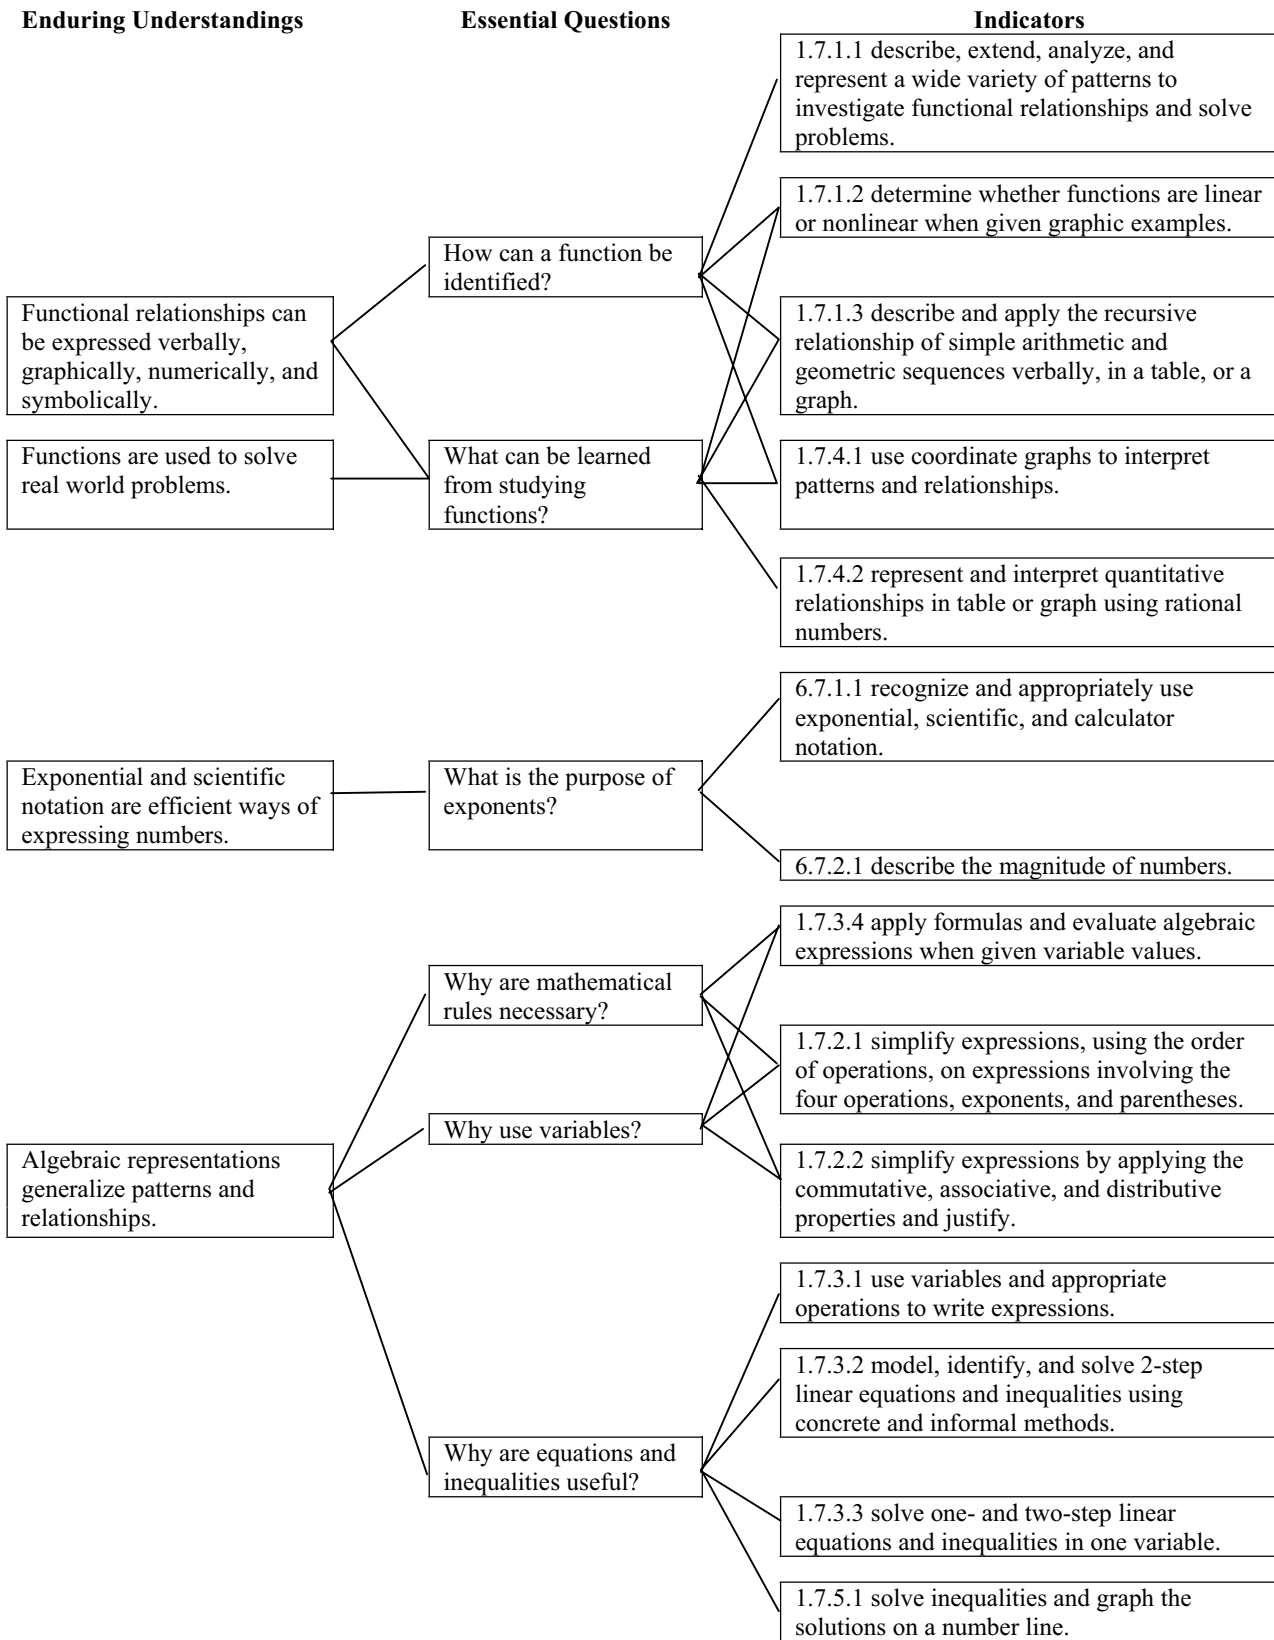 Enduring Understandings
Essential Questions
Indicators
1.7.1.1 describe, extend, analyze, and
represent a wide variety of patterns to
investigate functional relationships and solve
problems.
1.7.1.2 determine whether functions are linear
or nonlinear when given graphic examples.
How can a function be
identified?
Functional relationships can
be expressed verbally,
graphically, numerically, and
symbolically.
1.7.1.3 describe and apply the recursive
relationship of simple arithmetic and
geometric sequences verbally, in a table, or a
graph.
Functions are used to solve
real world problems.
What can be learned
from studying
functions?
1.7.4.1 use coordinate graphs to interpret
patterns and relationships.
1.7.4.2 represent and interpret quantitative
relationships in table or graph using rational
numbers.
6.7.1.1 recognize and appropriately use
exponential, scientific, and calculator
notation.
Exponential and scientific
notation are efficient ways of
expressing numbers.
What is the purpose of
exponents?
6.7.2.1 describe the magnitude of numbers.
1.7.3.4 apply formulas and evaluate algebraic
expressions when given variable values.
Why are mathematical
rules necessary?
1.7.2.1 simplify expressions, using the order
of operations, on expressions involving the
four operations, exponents, and parentheses.
Why use variables?
Algebraic representations
generalize patterns and
relationships.
1.7.2.2 simplify expressions by applying the
commutative, associative, and distributive
properties and justify.
1.7.3.1 use variables and appropriate
operations to write expressions.
1.7.3.2 model, identify, and solve 2-step
linear equations and inequalities using
concrete and informal methods.
Why are equations and
inequalities useful?
1.7.3.3 solve one- and two-step linear
equations and inequalities in one variable.
1.7.5.1 solve inequalities and graph the
solutions on a number line.